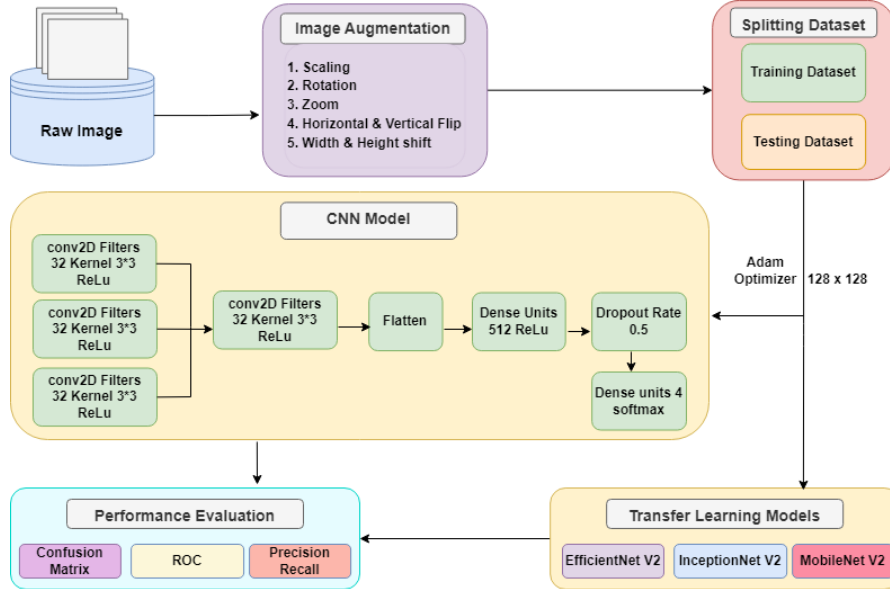 Raw Image
Image Augmentation
1. Scaling
2. Rotation
3. Zoom
4. Horizontal & Vertical Flip
5. Width & Height shift
Splitting Dataset
Training Dataset
Testing Dataset
Adam
Optimizer
128 x 128
CNN Model
conv2D Filters
32 Kernel 3*3
ReLu
conv2D Filters
32 Kernel 3*3
ReLu
conv2D Filters
32 Kernel 3*3
ReLu
conv2D Filters
32 Kernel 3*3
ReLu
Flatten
Dense Units
512 ReLu
Dropout Rate
0.5
Dense units 4
softmax
Performance Evaluation
Confusion
Matrix
ROC
Precision
Recall
Transfer Learning Models
EfficientNet V2
InceptionNet V2
MobileNet V2